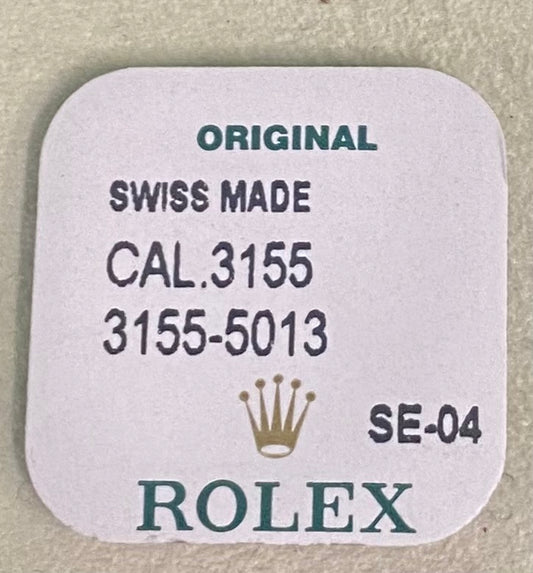 ORIGINAL
SWISS MADE
CAL.3155
3155-5013
SE-04
ROLEX